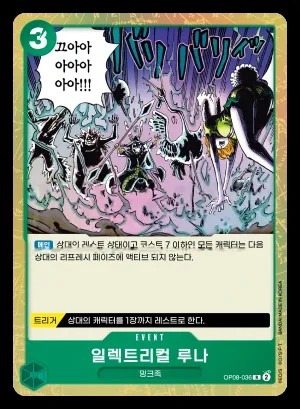 3
끄아아
아아아
아아!!!
메인 상대의 레스트 상태이고 코스트 7 이하인 모든 캐릭터는 다음
상대의 리프레시 페이즈에 액티브 되지 않는다.
트리거 상대의 캐릭터를 1장까지 레스트로 한다.
EVENT
일렉트리컬 루나
밍크족
OP08-036 R 2